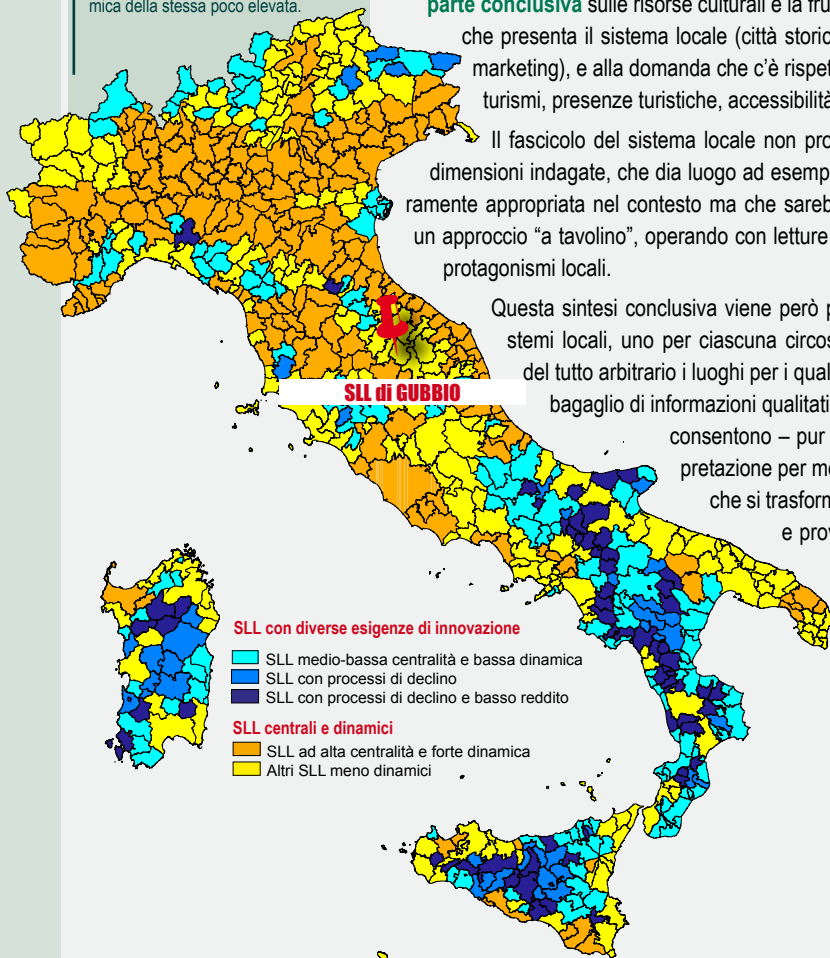 mica della stessa poco elevata.
parte conclusiva sulle risorse culturali e la fru
che presenta il sistema locale (città storic
marketing), e alla domanda che c'è rispet
turismi, presenze turistiche, accessibilità
Il fascicolo del sistema locale non pro
dimensioni indagate, che dia luogo ad esemp
ramente appropriata nel contesto ma che sareb
un approccio “a tavolino”, operando con letture
protagonismi locali.
Questa sintesi conclusiva viene però p
stemi locali, uno per ciascuna circos
del tutto arbitrario i luoghi per i qual
bagaglio di informazioni qualitati
consentono – pur
pretazione per me
che si trasform
e prov
SLL di GUBBIO
SLL con diverse esigenze di innovazione
SLL medio-bassa centralità e bassa dinamica
SLL con processi di declino
SLL con processi di declino e basso reddito
SLL centrali e dinamici
SLL ad alta centralità e forte dinamica
Altri SLL meno dinamici